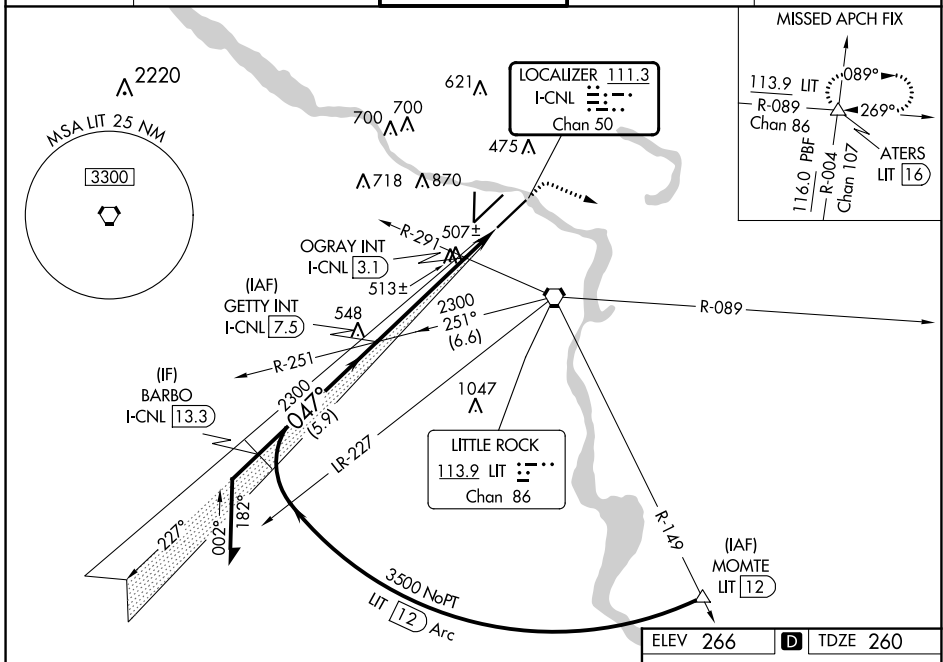 MISSED APCH FIX
113.9 LIT
R-089
Chan 86
089°
269°
116.0 PBF
R-004
Chan 107
ATERS
LIT 16
2220
MSA LIT 25 NM
3300
621
700
700
LOCALIZER 111.3
I-CNL
Chan 50
475
718
870
R-291
507±
OGRAY INT
I-CNL 3.1
513±
(IAF)
GETTY INT
I-CNL 7.5
548
2300
251°
(6.6)
R-089
R-251
(IF)
BARBO
I-CNL 13.3
2300
047°
(5.9)
1047
LR-227
LITTLE ROCK
113.9 LIT
Chan 86
R-149
227°
002°
182°
(IAF)
MOMTE
LIT 12
3500 NoPT
LIT 12 Arc
ELEV 266
D
TDZE 260